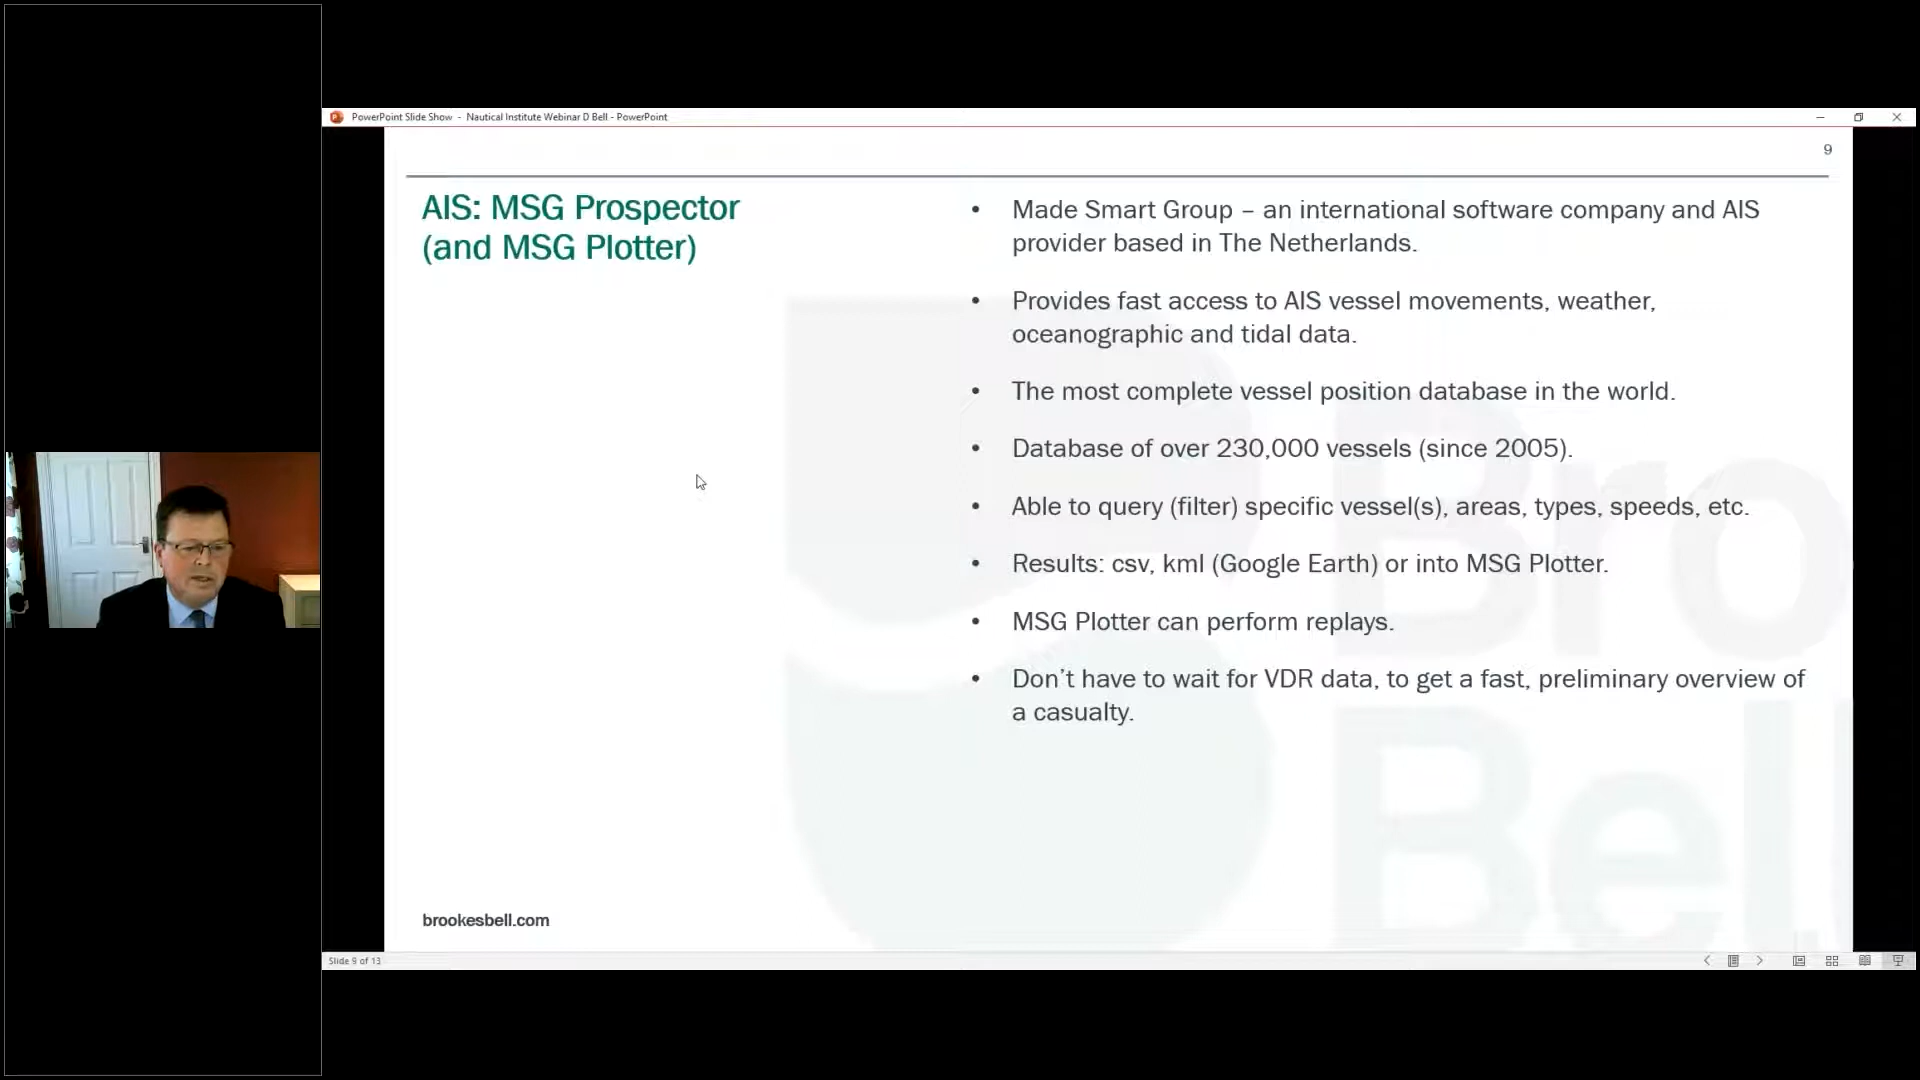 PowerPoint Slide Show - Nautical Institute Webinar D Bell - PowerPoint
9
AIS: MSG Prospector
(and MSG Plotter)
• Made Smart Group – an international software company and AIS
provider based in The Netherlands.
• Provides fast access to AIS vessel movements, weather,
oceanographic and tidal data.
• The most complete vessel position database in the world.
• Database of over 230,000 vessels (since 2005).
• Able to query (filter) specific vessel(s), areas, types, speeds, etc.
• Results: csv, kml (Google Earth) or into MSG Plotter.
• MSG Plotter can perform replays.
• Don't have to wait for VDR data, to get a fast, preliminary overview of
a casualty.
Bro
Bell
brookesbell.com
Slide 9 of 13